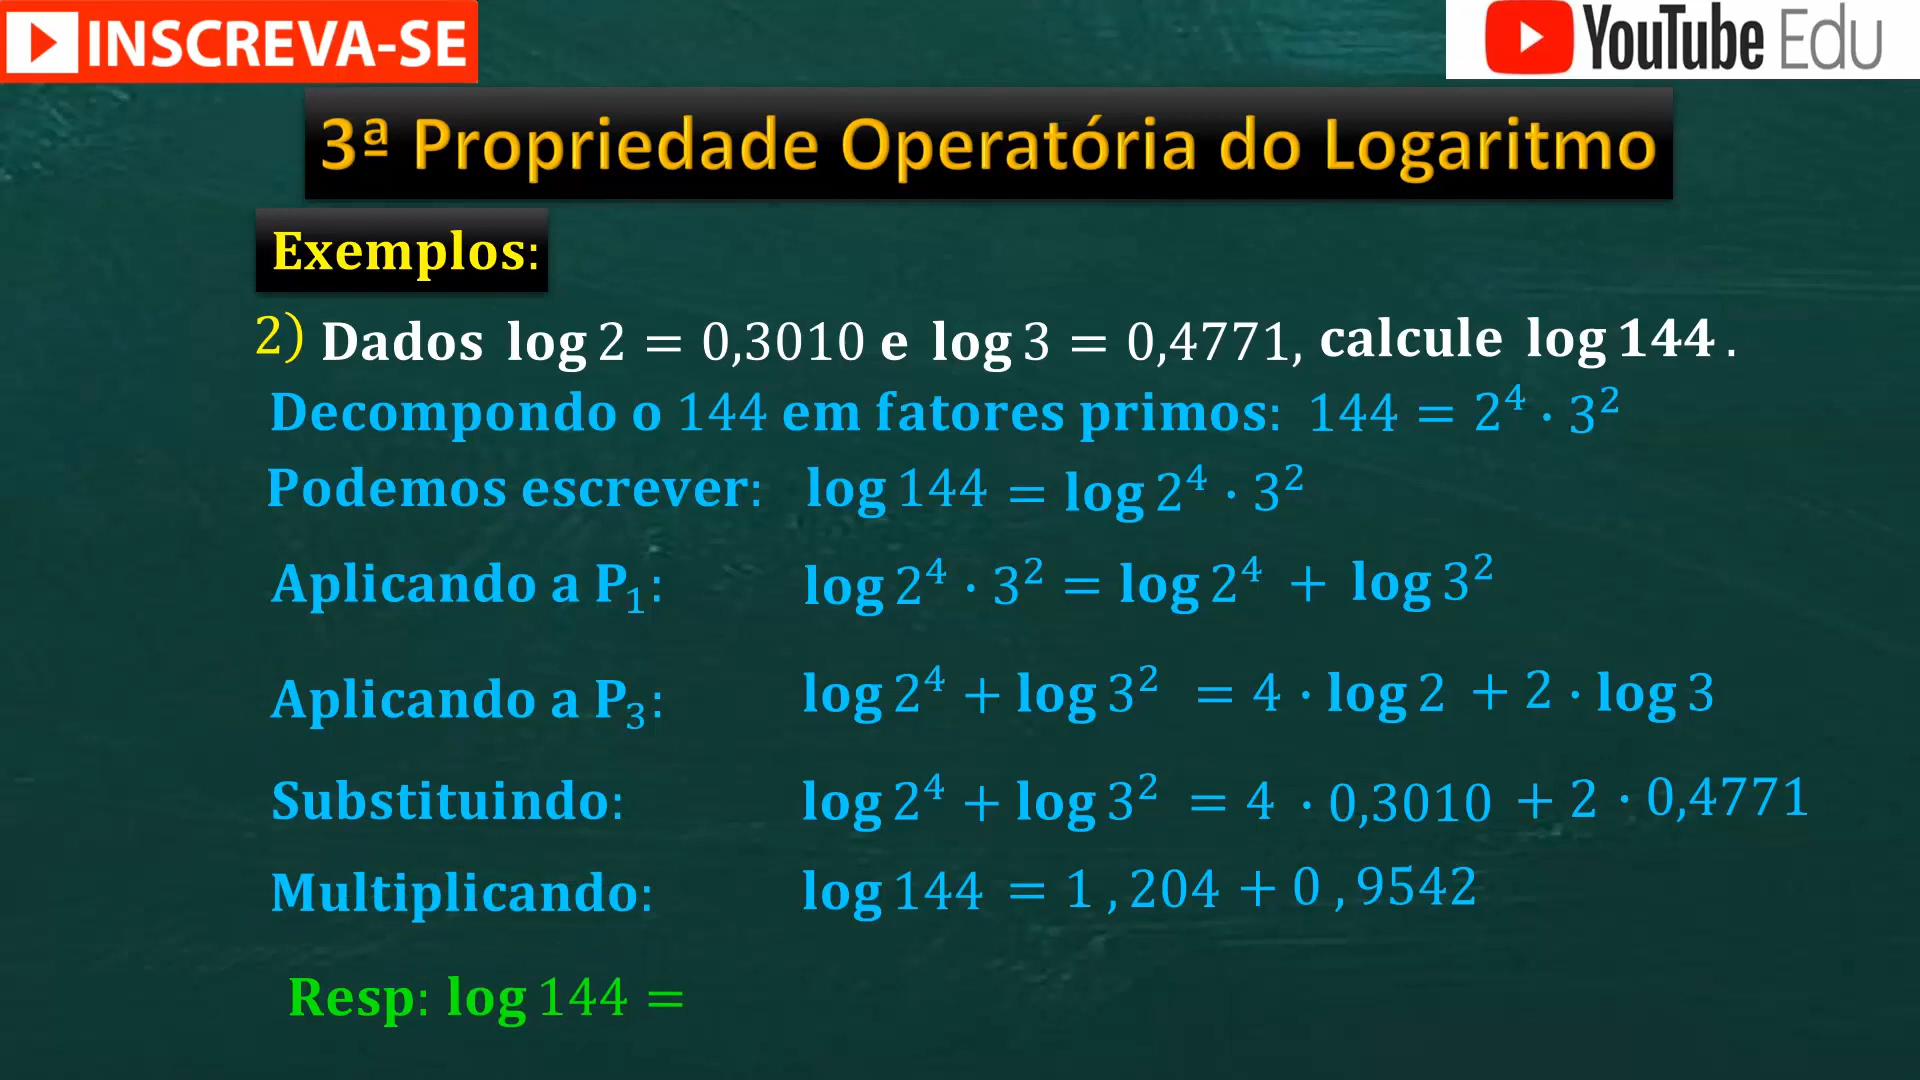 INSCREVA-SE
YouTube Edu
3ª Propriedade Operatória do Logaritmo
Exemplos:
2) Dados log 2 = 0,3010 e log 3 = 0,4771, calcule log 144 .
Decompondo o 144 em fatores primos: 144 = 2⁴ · 3²
Podemos escrever: log 144 = log 2⁴ · 3²
Aplicando a P₁: log 2⁴ · 3² = log 2⁴ + log 3²
Aplicando a P₃: log 2⁴ + log 3² = 4 · log 2 + 2 · log 3
Substituindo: log 2⁴ + log 3² = 4 · 0,3010 + 2 · 0,4771
Multiplicando: log 144 = 1 , 204 + 0 , 9542
Resp: log 144 =